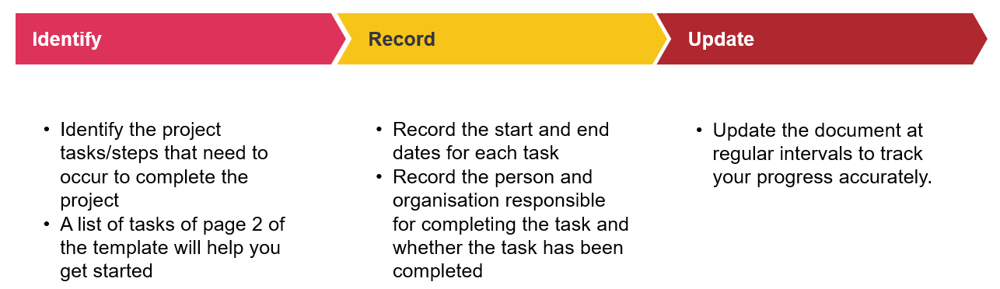 Identify
Record
Update
• Identify the project
tasks/steps that need to
occur to complete the
project
• A list of tasks of page 2 of
the template will help you
get started
• Record the start and end
dates for each task
• Record the person and
organisation responsible
for completing the task and
whether the task has been
completed
• Update the document at
regular intervals to track
your progress accurately.